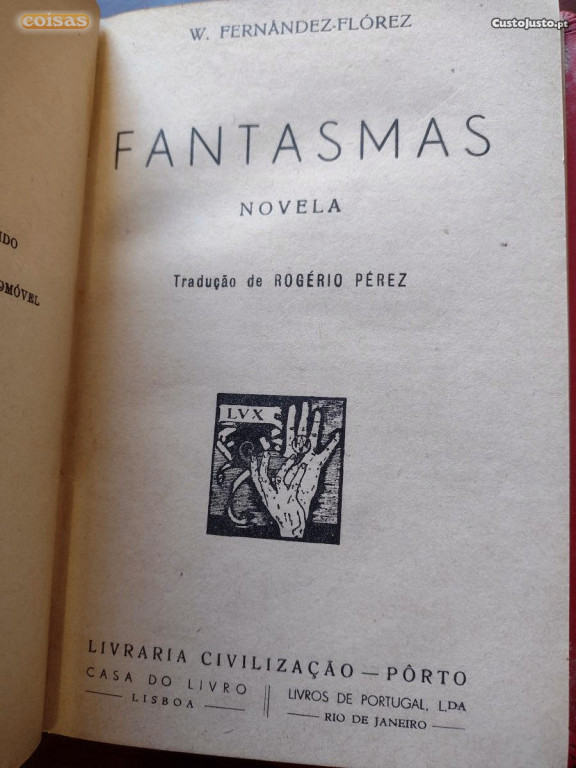 coisas
CustoJusto.pt
W. FERNÁNDEZ-FLÓREZ
FANTASMAS
NOVELA
Tradução de ROGÉRIO PÉREZ
LVX
LIVRARIA CIVILIZAÇÃO — PÔRTO
CASA DO LIVRO
LISBOA
LIVROS DE PORTUGAL, L.DA
RIO DE JANEIRO